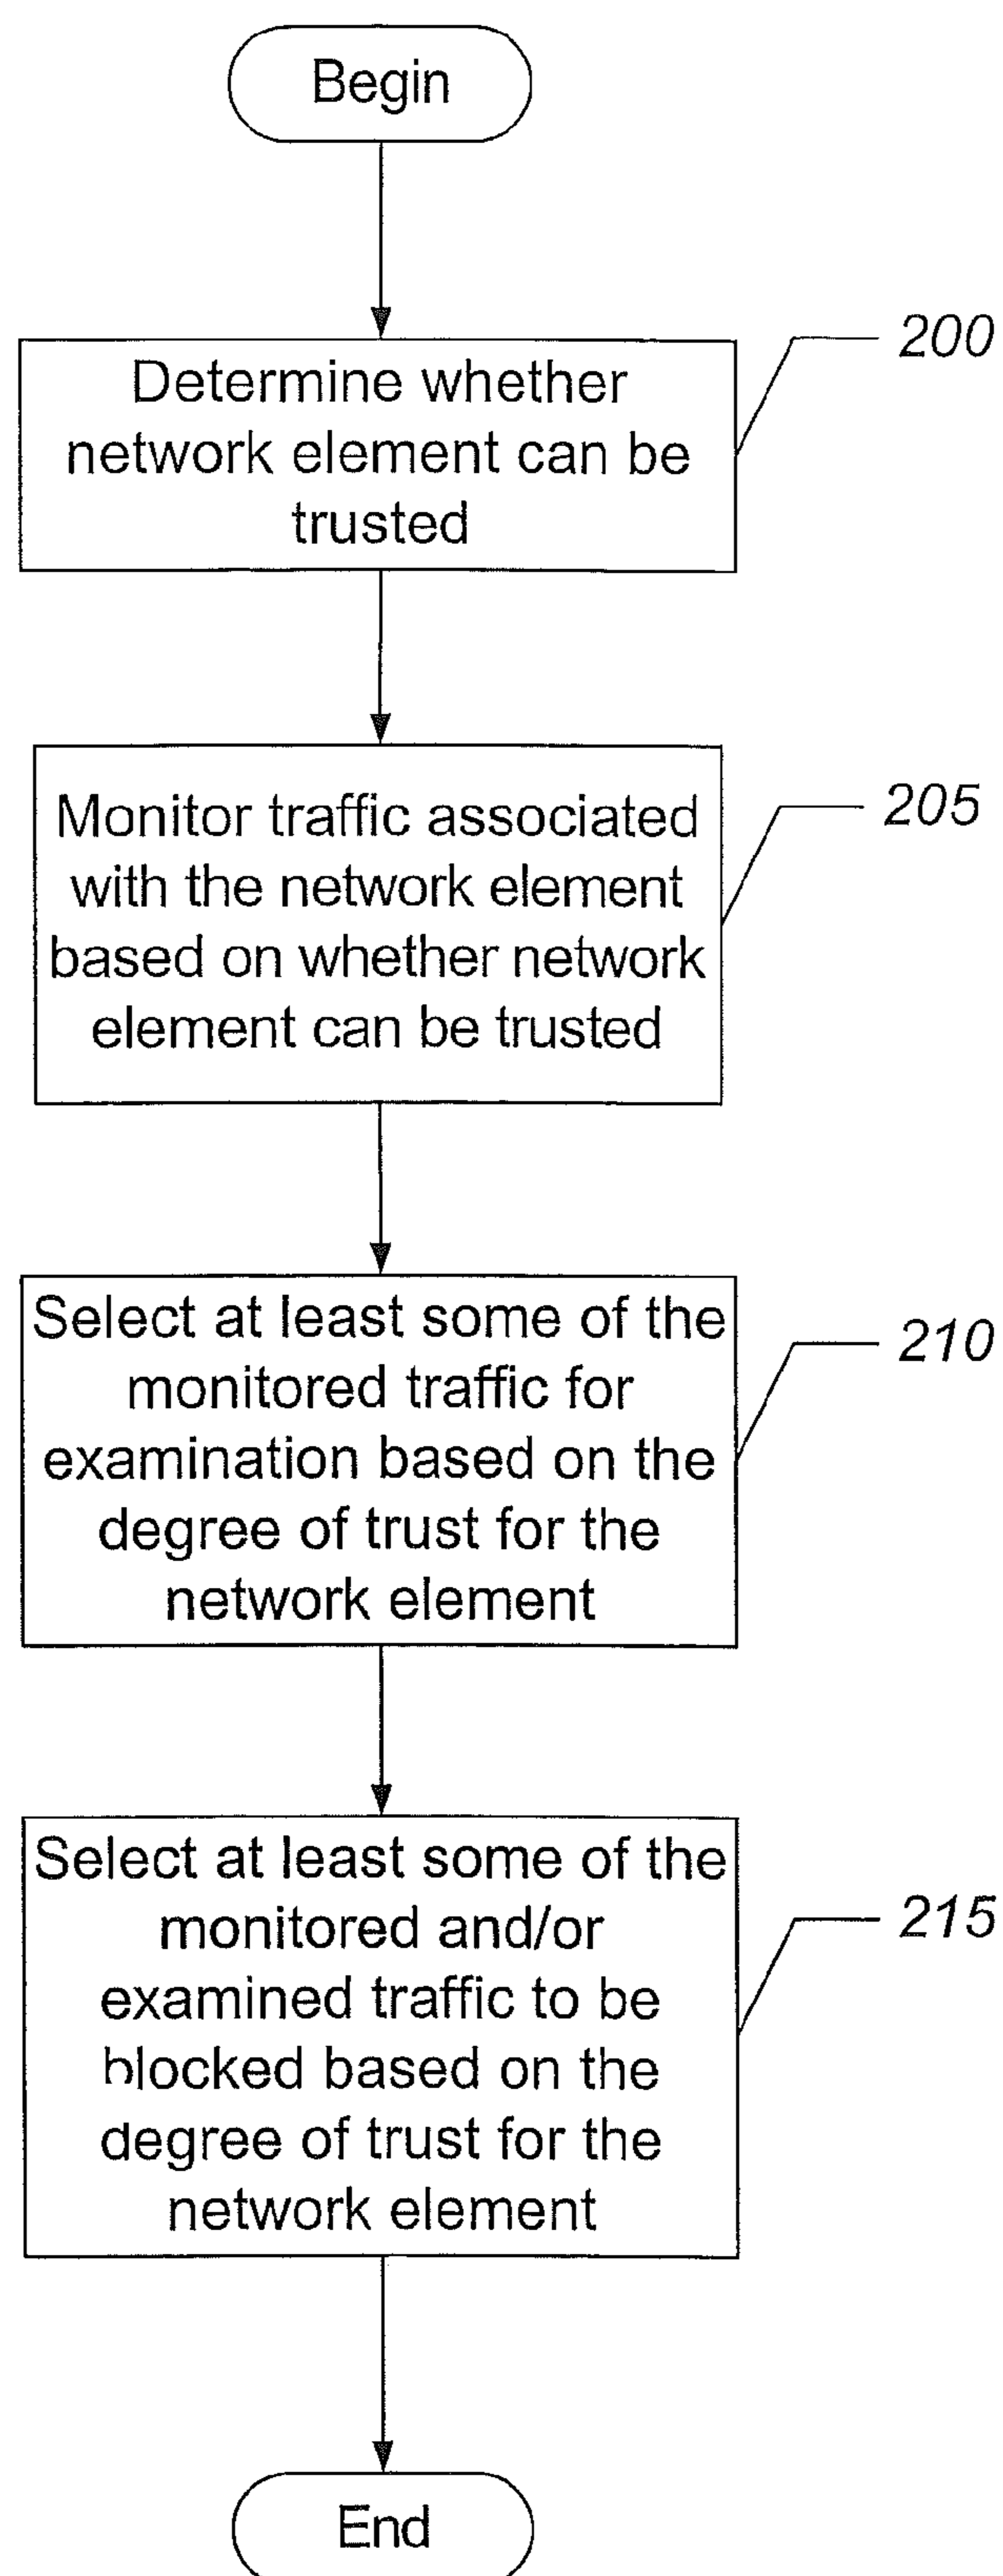 Begin
Determine whether
network element can be
trusted
200
Monitor traffic associated
with the network element
based on whether network
element can be trusted
205
Select at least some of the
monitored traffic for
examination based on the
degree of trust for the
network element
210
Select at least some of the
monitored and/or
examined traffic to be
blocked based on the
degree of trust for the
network element
215
End